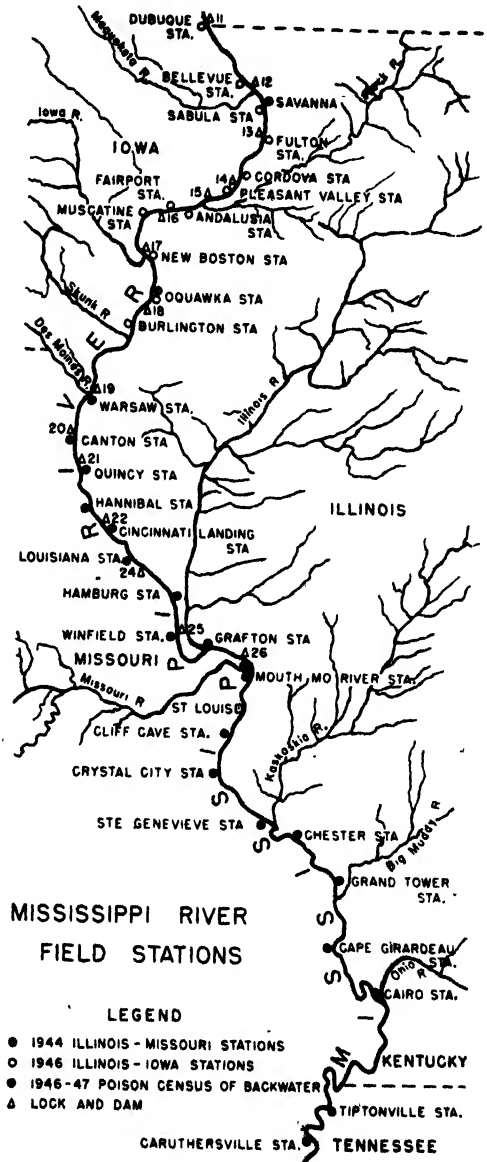 DUBUQUE
STA.
11
Maquoketa R.
BELLEVUE
STA.
12
Rock R.
SAVANNA
SABULA STA
13
FULTON
STA.
Iowa R.
IOWA
14
CORDOVA STA
FAIRPORT
STA.
15
PLEASANT VALLEY STA
MUSCATINE
STA
16
ANDALUSIA
STA.
17
NEW BOSTON STA
OQUAWKA STA
18
Skunk R
BURLINGTON STA
Des Moines R.
19
WARSAW STA.
Illinois R.
20
CANTON STA
21
QUINCY STA
HANNIBAL STA
ILLINOIS
22
CINCINNATI LANDING
STA
LOUISIANA STA
24
HAMBURG STA
25
WINFIELD STA.
GRAFTON STA
MISSOURI
26
MOUTH MO RIVER STA.
Missouri R
ST LOUIS
CLIFF CAVE STA.
Kaskaskia R.
CRYSTAL CITY STA
STE GENEVIEVE STA
CHESTER STA
Big Muddy R
GRAND TOWER
STA.
MISSISSIPPI RIVER
FIELD STATIONS
CAPE GIRARDEAU
STA.
Ohio R
CAIRO STA.
LEGEND
1944 ILLINOIS - MISSOURI STATIONS
1946 ILLINOIS - IOWA STATIONS
1946-47 POISON CENSUS OF BACKWATER
LOCK AND DAM
KENTUCKY
TIPTONVILLE STA.
CARUTHERSVILLE STA.
TENNESSEE
MISSISSIPPI RIVER